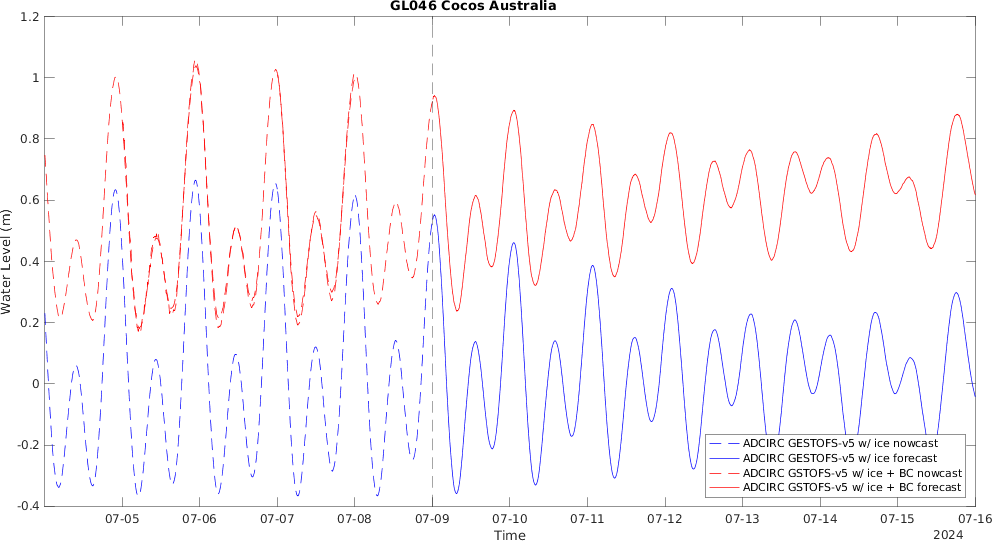 GL046 Cocos Australia
1.2
1
0.8
0.6
0.4
0.2
0
-0.2
-0.4
Water Level (m)
ADCIRC GESTOFS-v5 w/ ice nowcast
ADCIRC GESTOFS-v5 w/ ice forecast
ADCIRC GSTOFS-v5 w/ ice + BC nowcast
ADCIRC GSTOFS-v5 w/ ice + BC forecast
07-05 07-06 07-07 07-08 07-09 07-10 07-11 07-12 07-13 07-14 07-15 07-16
Time
2024